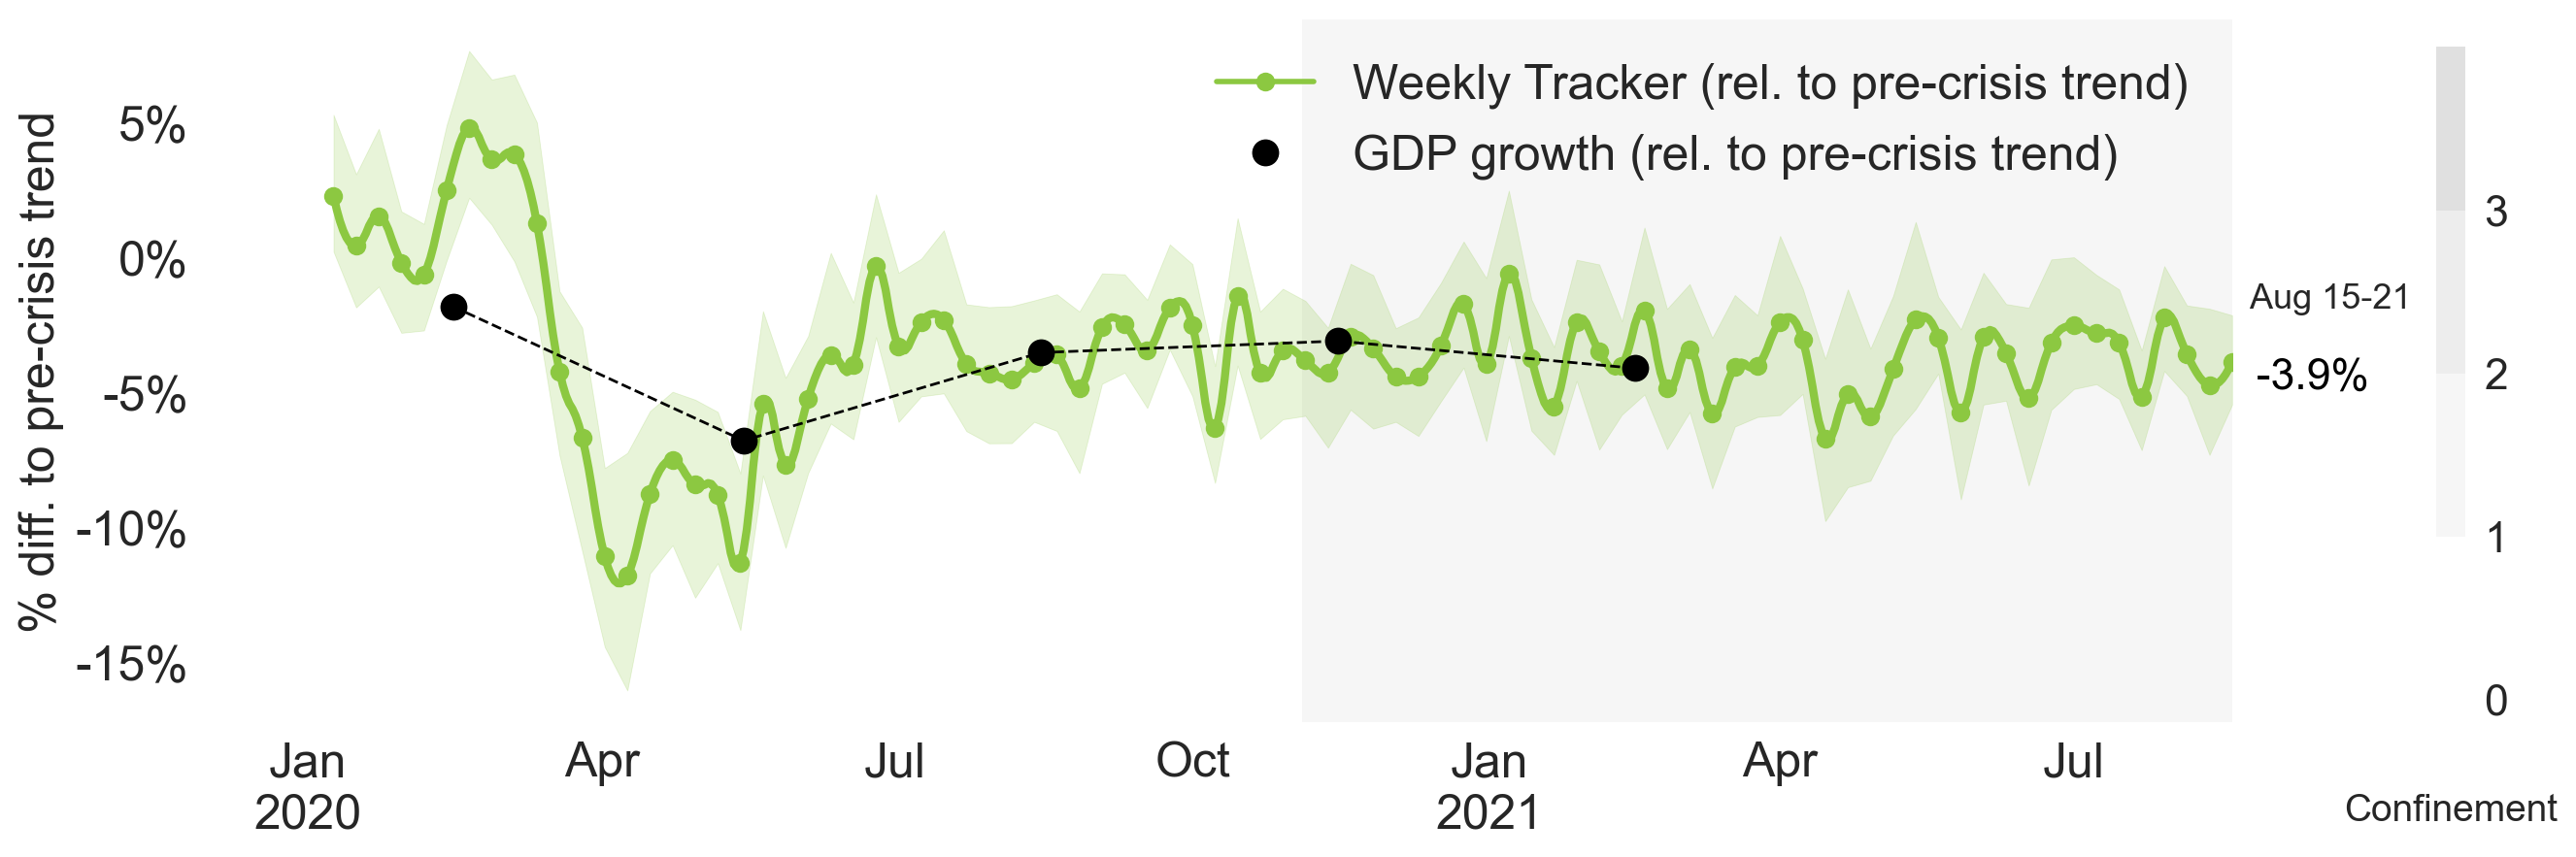 Weekly Tracker (rel. to pre-crisis trend)
GDP growth (rel. to pre-crisis trend)
% diff. to pre-crisis trend
5%
0%
-5%
-10%
-15%
Jan
2020
Apr
Jul
Oct
Jan
2021
Apr
Jul
Aug 15-21
-3.9%
3
2
1
0
Confinement